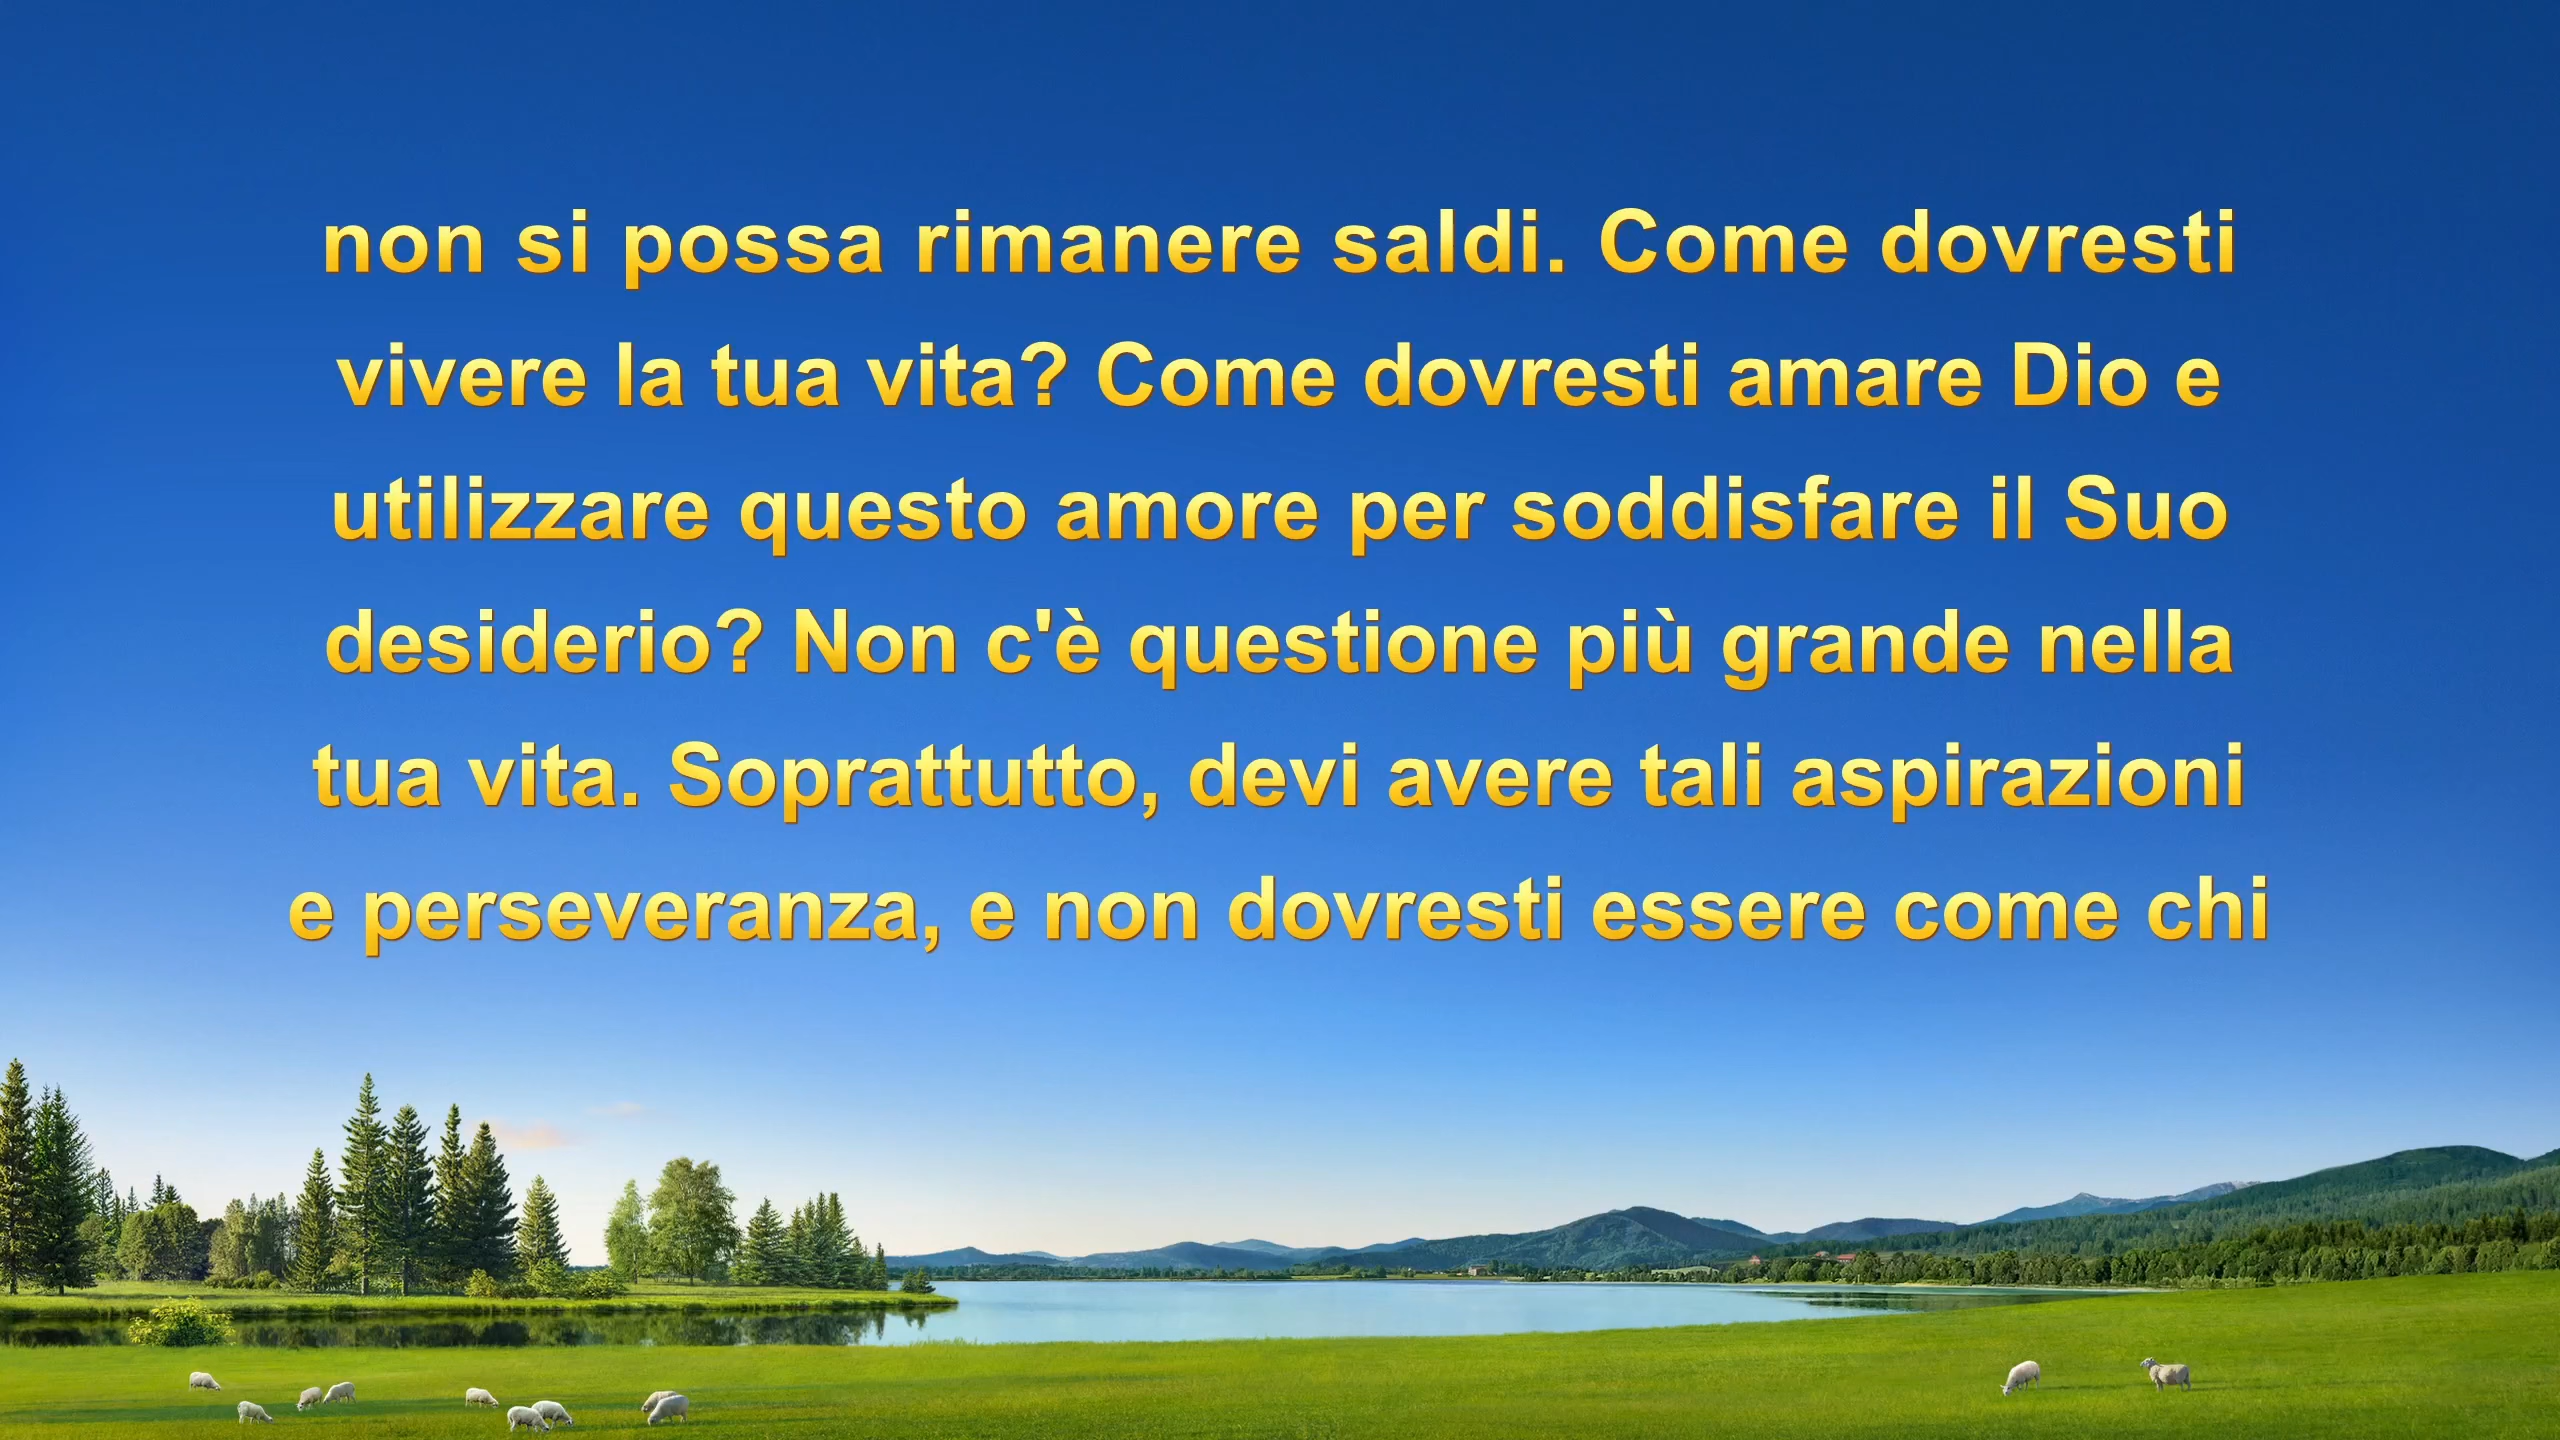 non si possa rimanere saldi. Come dovresti
vivere la tua vita? Come dovresti amare Dio e
utilizzare questo amore per soddisfare il Suo
desiderio? Non c'è questione più grande nella
tua vita. Soprattutto, devi avere tali aspirazioni
e perseveranza, e non dovresti essere come chi